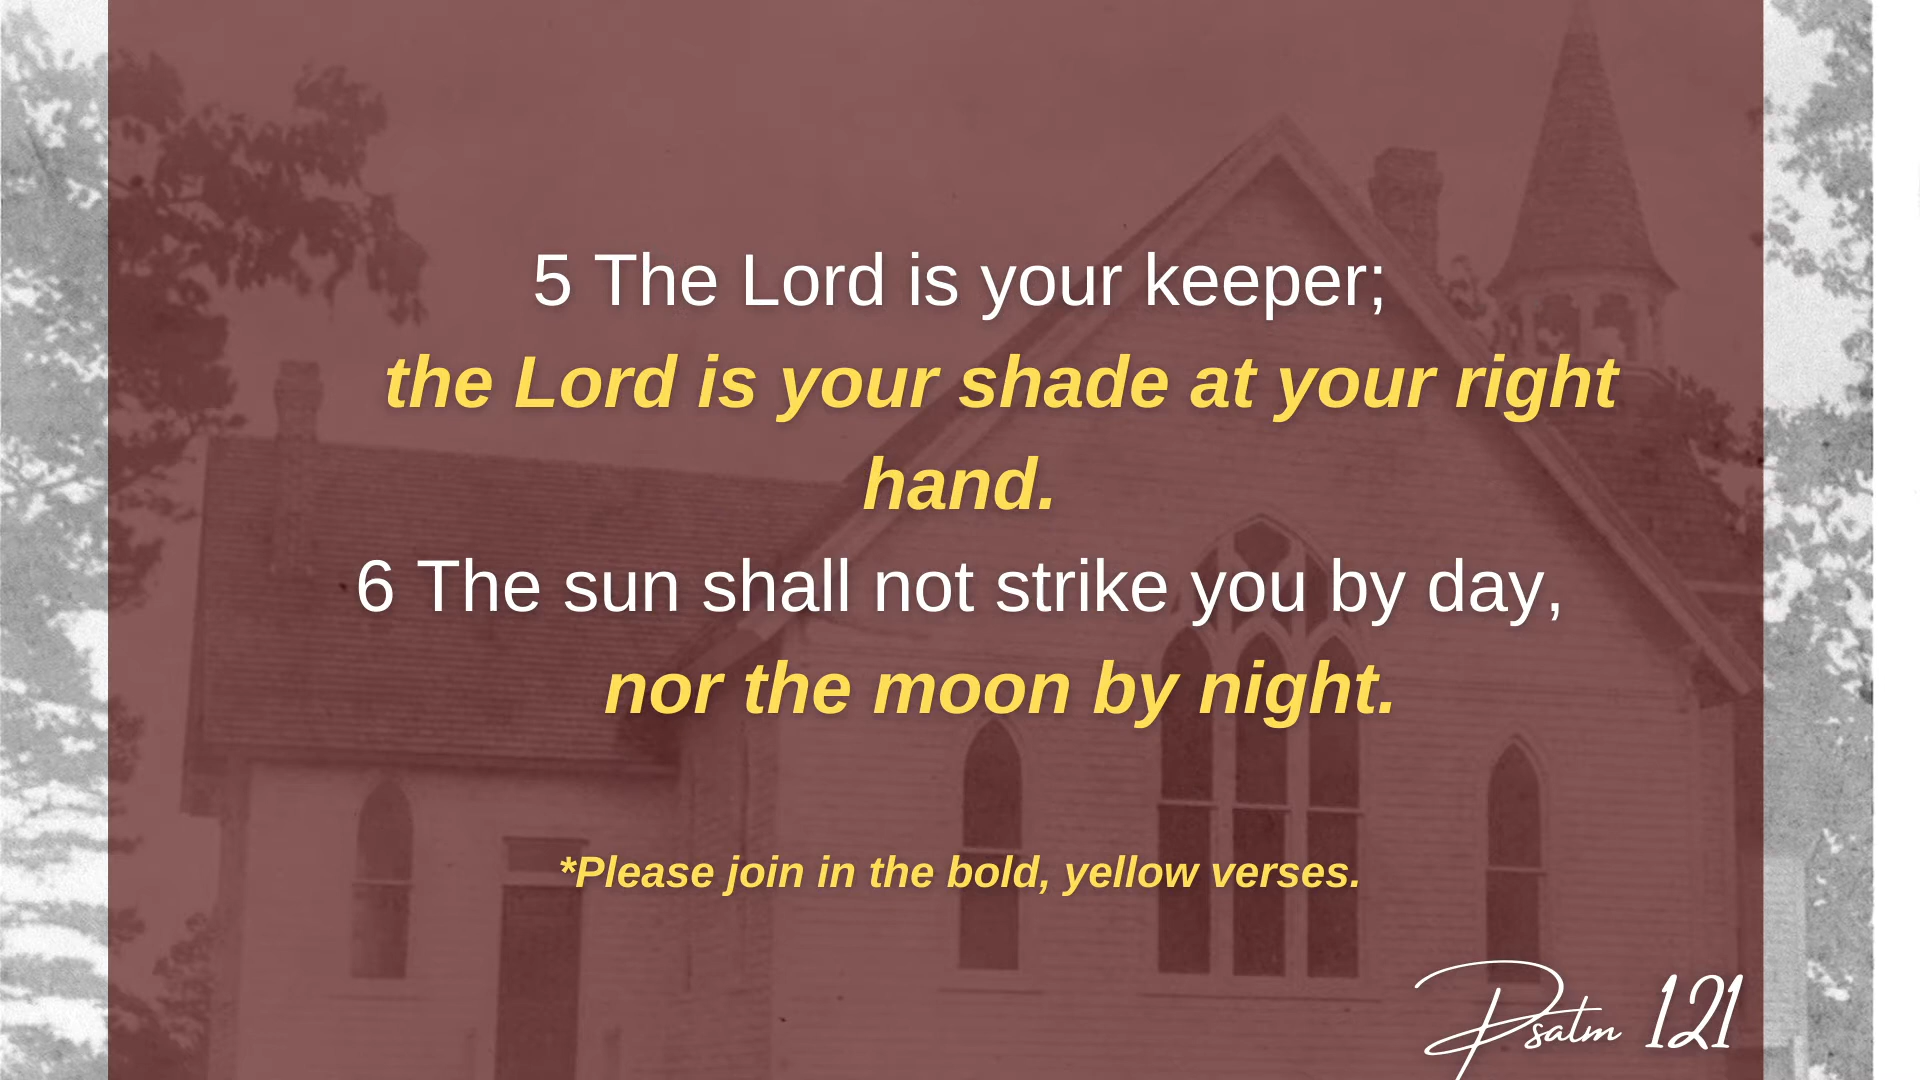 5 The Lord is your keeper;
the Lord is your shade at your right
hand.
6 The sun shall not strike you by day,
nor the moon by night.
*Please join in the bold, yellow verses.
Psalm 121